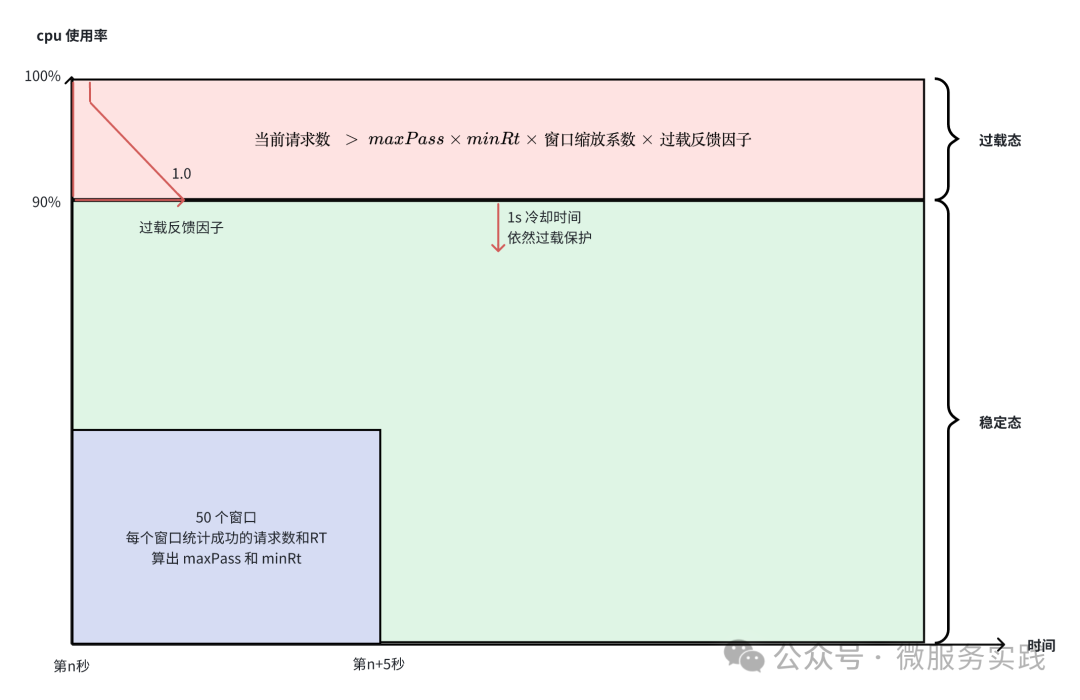 cpu 使用率
100%
当前请求数 > maxPass × minRt × 窗口缩放系数 × 过载反馈因子
过载态
1.0
90%
过载反馈因子
1s 冷却时间
依然过载保护
稳定态
50 个窗口
每个窗口统计成功的请求数和RT
算出 maxPass 和 minRt
时间
第n秒
第n+5秒
公众号 · 微服务实践